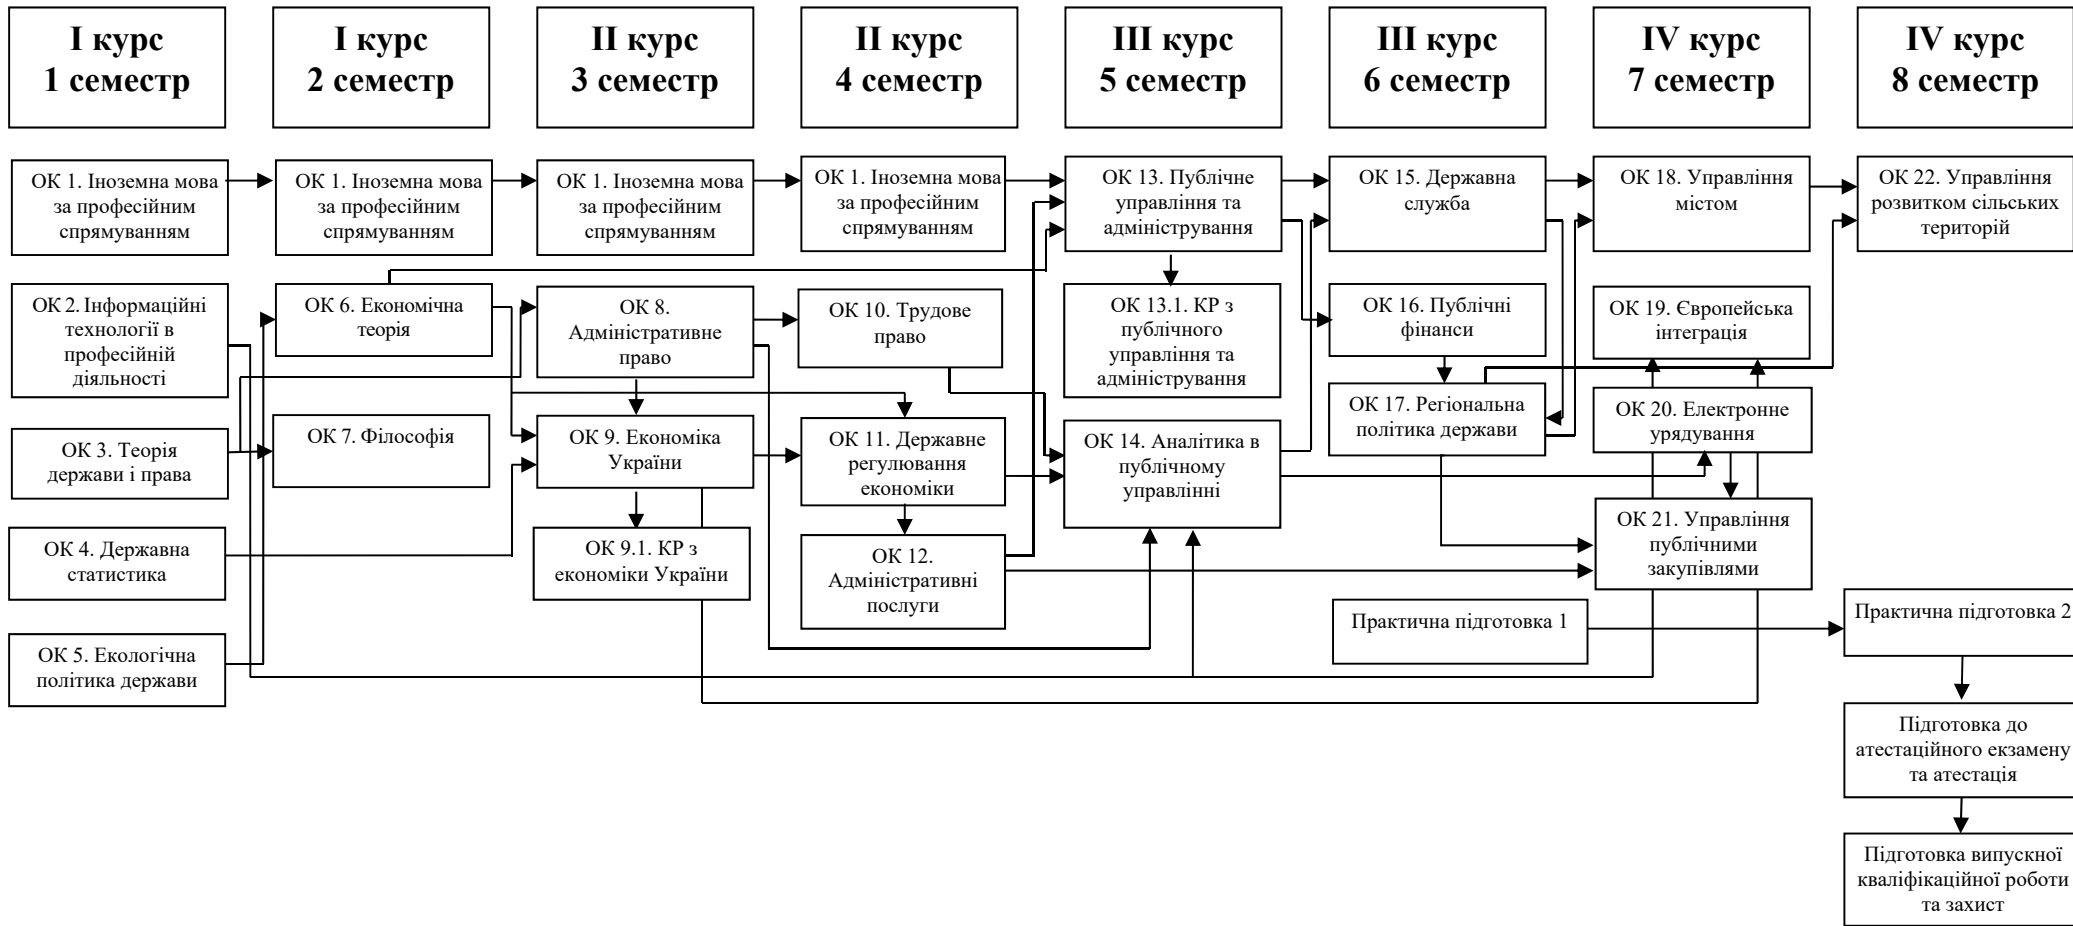 I курс
1 семестр
I курс
2 семестр
II курс
3 семестр
II курс
4 семестр
III курс
5 семестр
III курс
6 семестр
IV курс
7 семестр
IV курс
8 семестр
ОК 1. Іноземна мова
за професійним
спрямуванням
ОК 1. Іноземна мова
за професійним
спрямуванням
ОК 1. Іноземна мова
за професійним
спрямуванням
ОК 1. Іноземна мова
за професійним
спрямуванням
ОК 13. Публічне
управління та
адміністрування
ОК 15. Державна
служба
ОК 18. Управління
містом
ОК 22. Управління
розвитком сільських
територій
ОК 2. Інформаційні
технології в
професійній
діяльності
ОК 6. Економічна
теорія
ОК 8.
Адміністративне
право
ОК 10. Трудове
право
ОК 13.1. КР з
публічного
управління та
адміністрування
ОК 16. Публічні
фінанси
ОК 19. Європейська
інтеграція
ОК 3. Теорія
держави і права
ОК 7. Філософія
ОК 9. Економіка
України
ОК 11. Державне
регулювання
економіки
ОК 14. Аналітика в
публічному
управлінні
ОК 17. Регіональна
політика держави
ОК 20. Електронне
урядування
ОК 4. Державна
статистика
ОК 9.1. КР з
економіки України
ОК 12.
Адміністративні
послуги
ОК 21. Управління
публічними
закупівлями
ОК 5. Екологічна
політика держави
Практична підготовка 1
Практична підготовка 2
Підготовка до
атестаційного екзамену
та атестація
Підготовка випускної
кваліфікаційної роботи
та захист